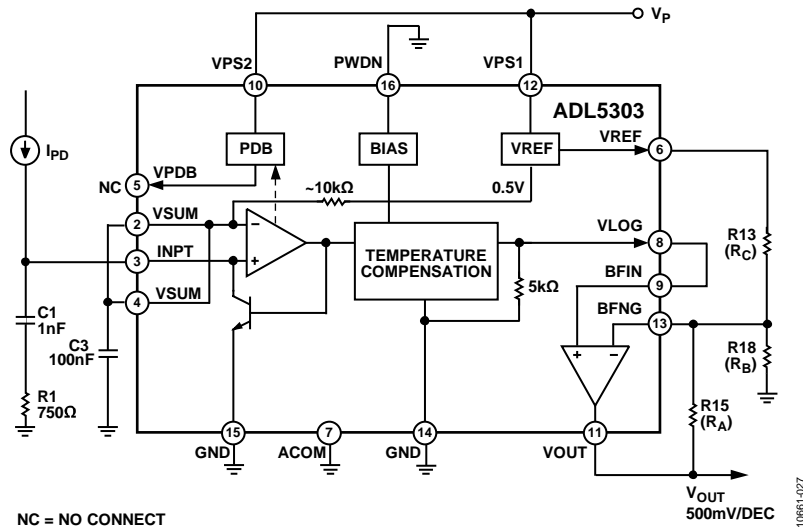 VP
VPS2
PWDN
VPS1
10
16
12
ADL5303
PDB
BIAS
VREF
VREF
6
IPD
NC
5
VPDB
~10kΩ
0.5V
2
VSUM
−
VLOG
8
R13
(RC)
3
INPT
+
TEMPERATURE
COMPENSATION
BFIN
9
4
VSUM
5kΩ
BFNG
13
C1
1nF
C3
100nF
+
−
R18
(RB)
R1
750Ω
R15
(RA)
15
7
14
11
GND
ACOM
GND
VOUT
VOUT
500mV/DEC
NC = NO CONNECT
10661-027